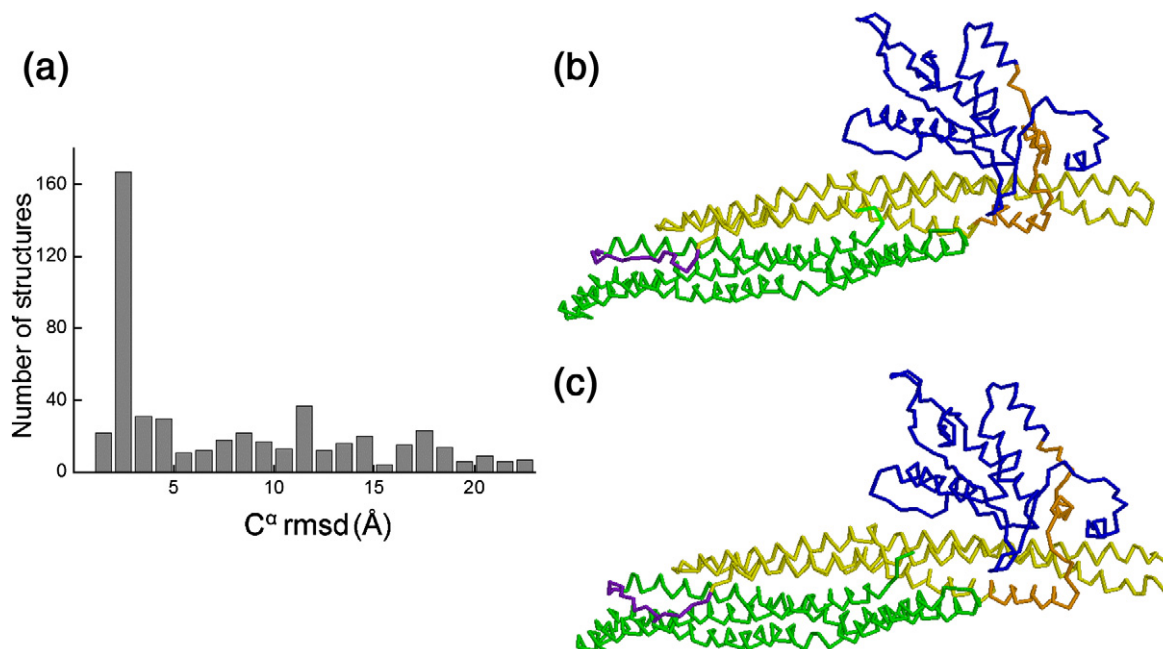 (a)
Number of structures
160
120
80
40
0
5 10 15 20
Cα rmsd (Å)
(b)
(c)